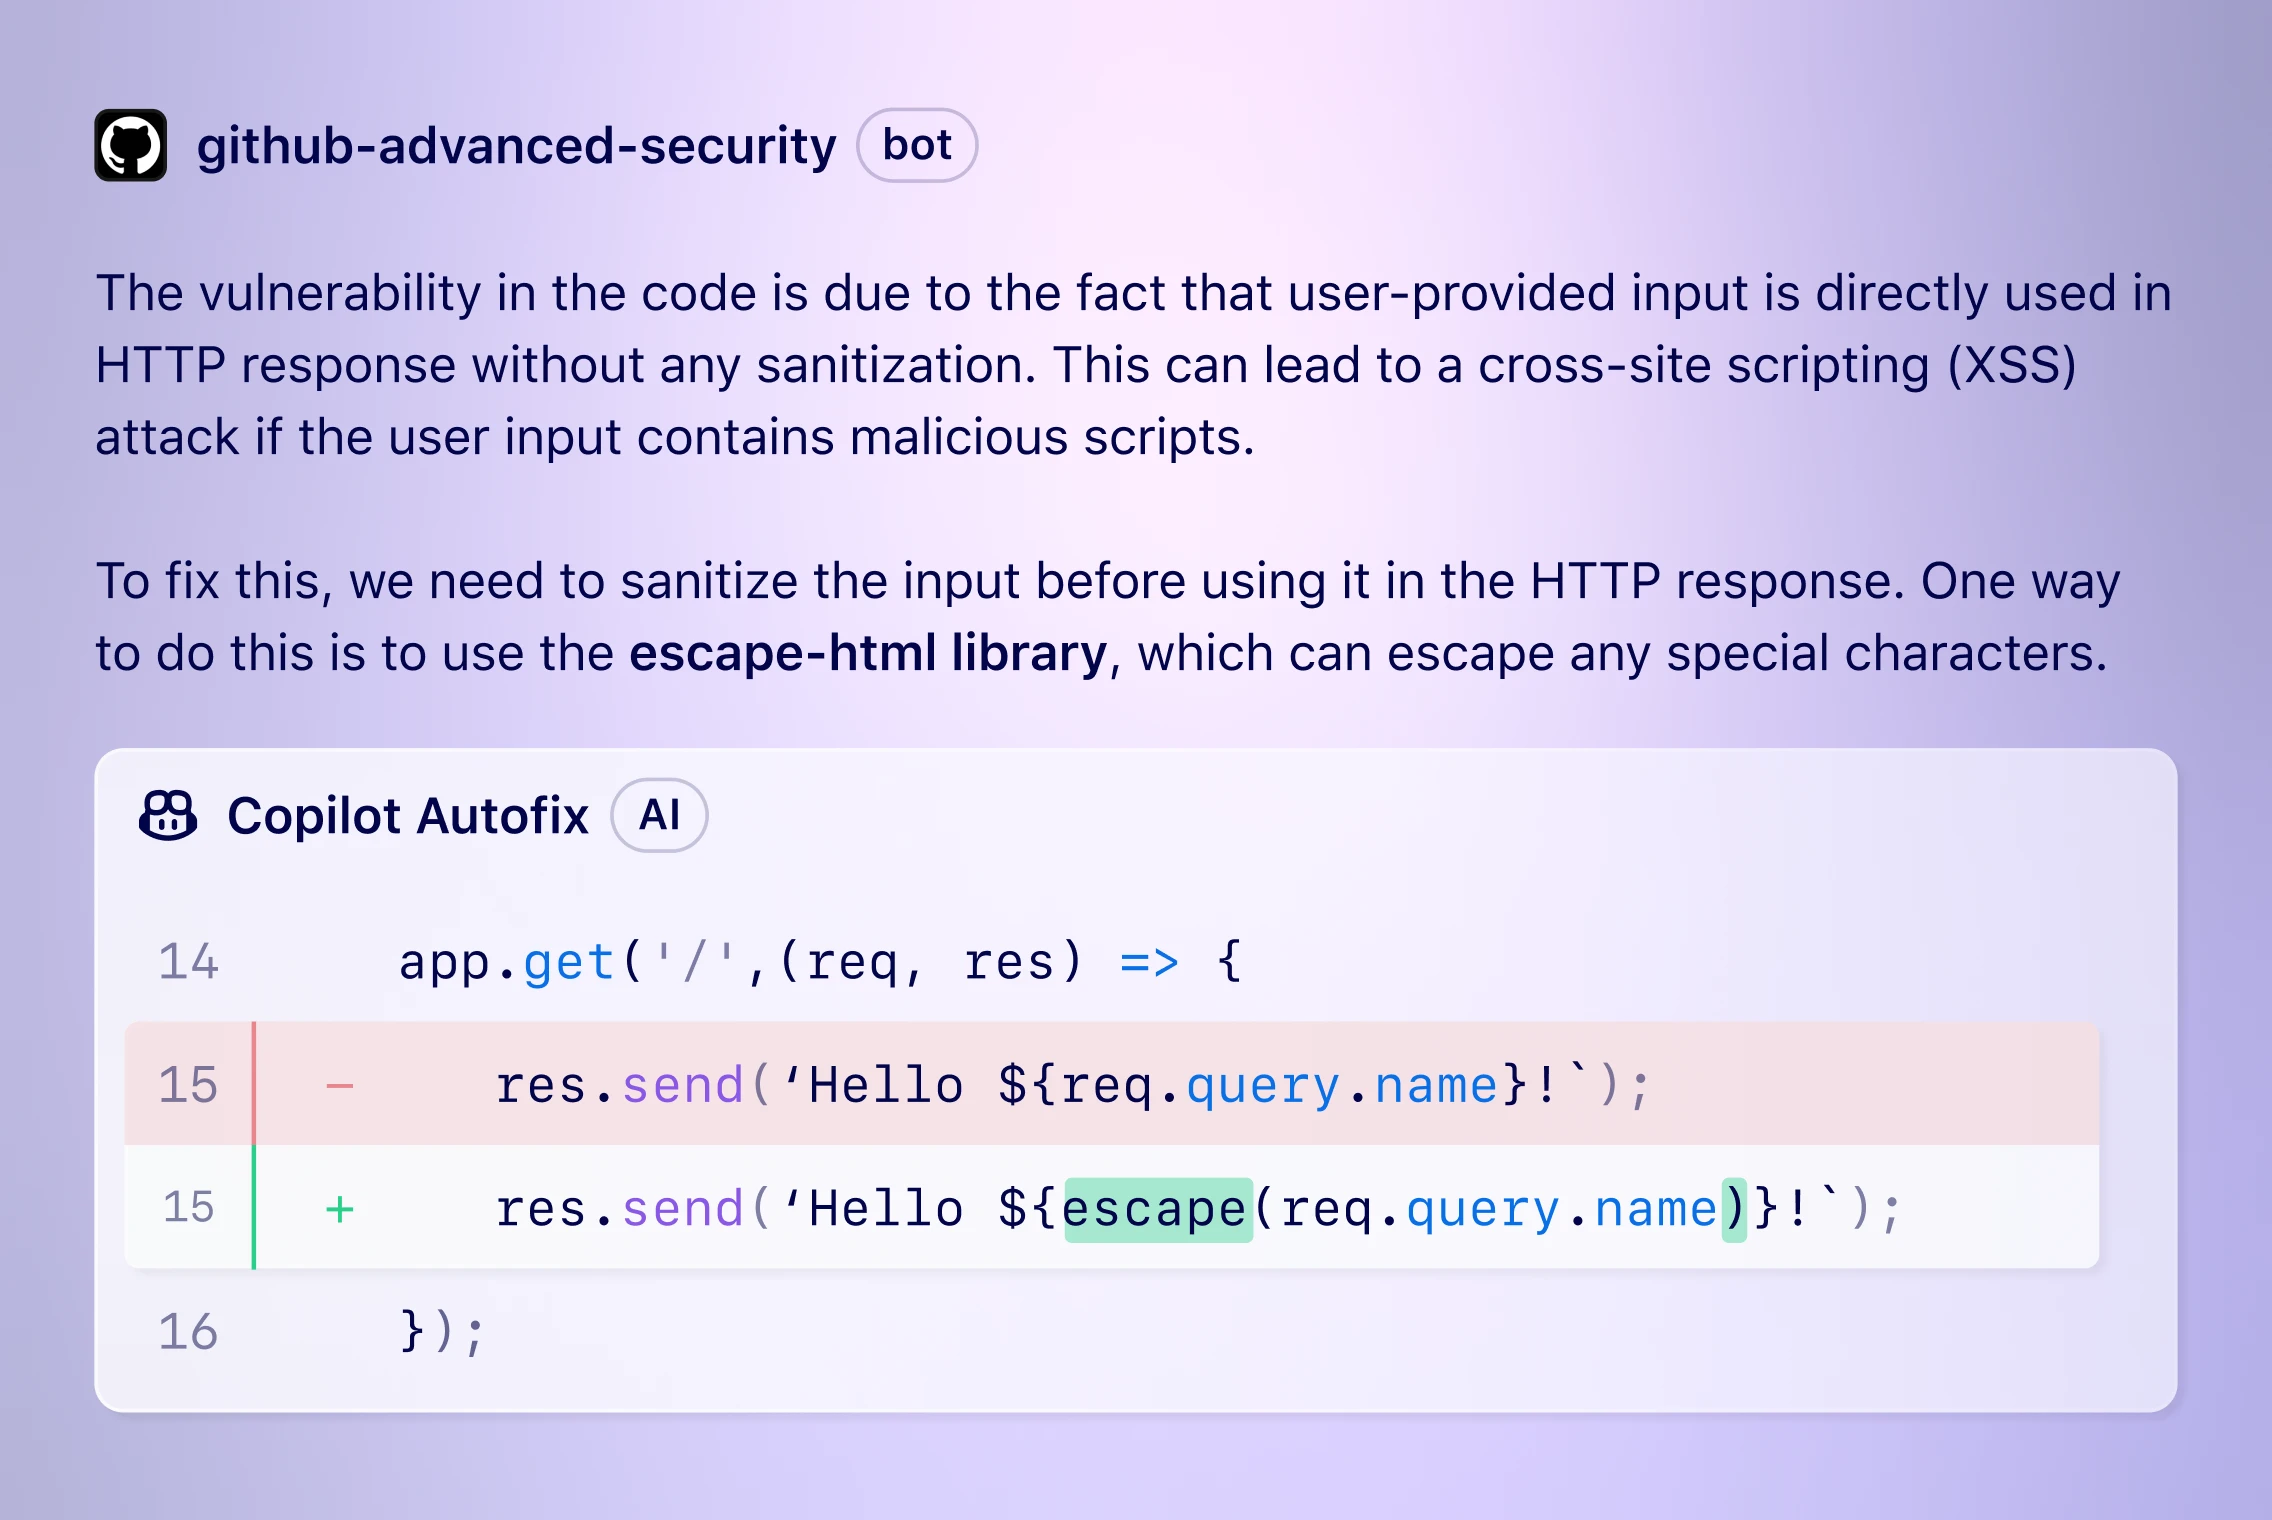 github-advanced-security bot
The vulnerability in the code is due to the fact that user-provided input is directly used in
HTTP response without any sanitization. This can lead to a cross-site scripting (XSS)
attack if the user input contains malicious scripts.
To fix this, we need to sanitize the input before using it in the HTTP response. One way
to do this is to use the escape-html library, which can escape any special characters.
Copilot Autofix AI
14 app.get('/',(req, res) => {
15 − res.send(‘Hello ${req.query.name}!`);
15 + res.send(‘Hello ${escape(req.query.name)}!`);
16 });